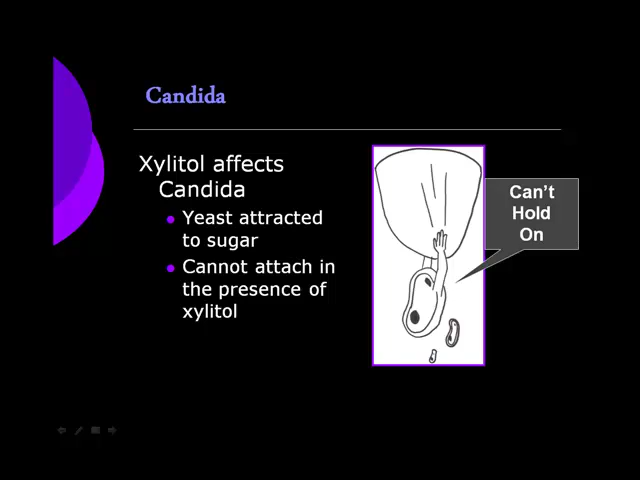 Candida
Xylitol affects
Candida
Yeast attracted
to sugar
Cannot attach in
the presence of
xylitol
Can't
Hold
On